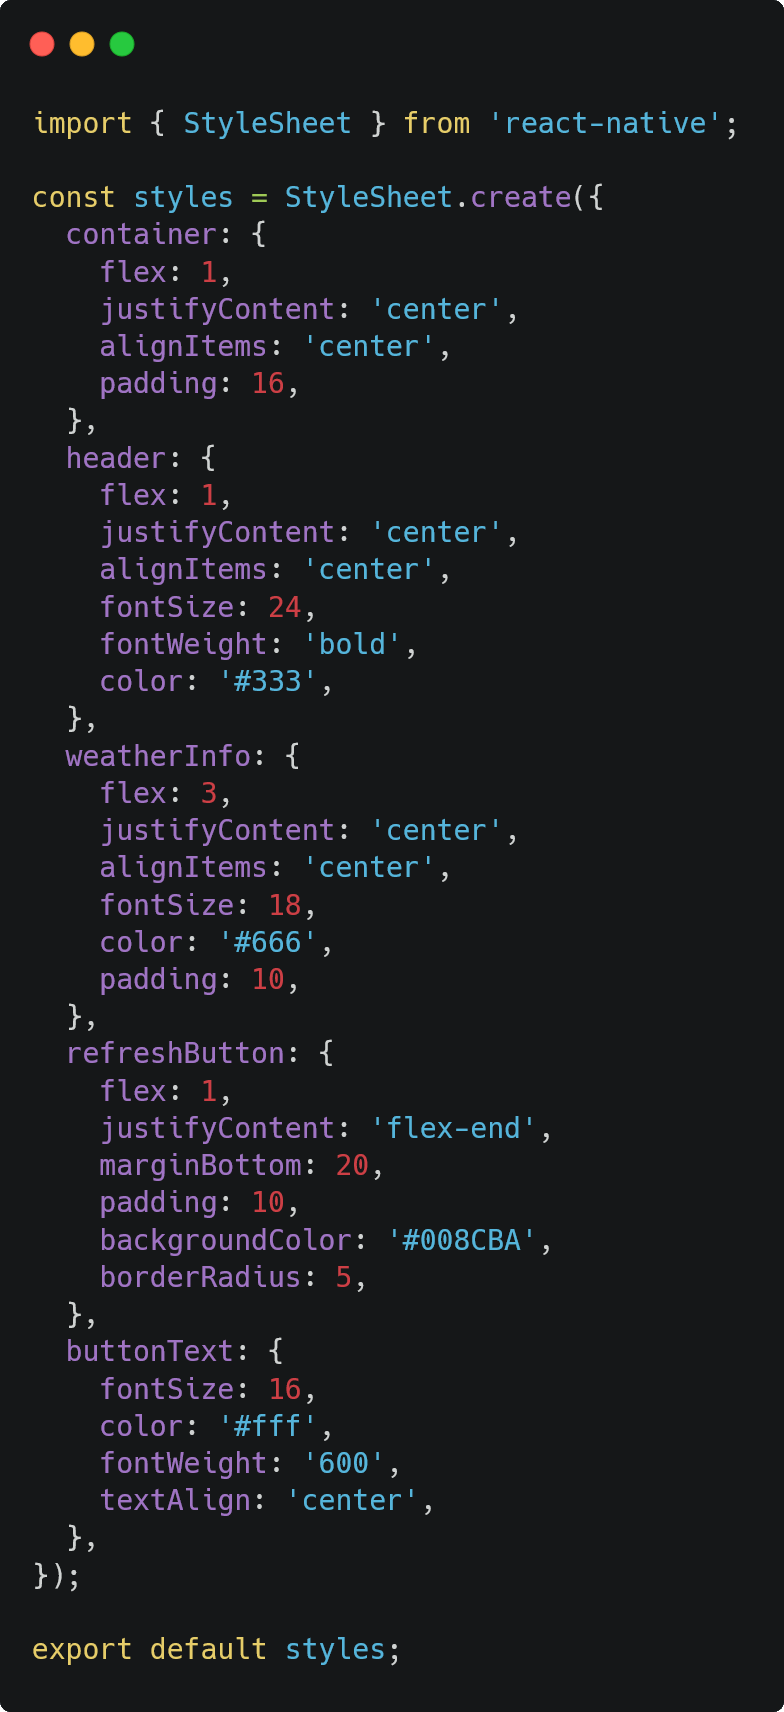 import { StyleSheet } from 'react-native';

const styles = StyleSheet.create({
  container: {
    flex: 1,
    justifyContent: 'center',
    alignItems: 'center',
    padding: 16,
  },
  header: {
    flex: 1,
    justifyContent: 'center',
    alignItems: 'center',
    fontSize: 24,
    fontWeight: 'bold',
    color: '#333',
  },
  weatherInfo: {
    flex: 3,
    justifyContent: 'center',
    alignItems: 'center',
    fontSize: 18,
    color: '#666',
    padding: 10,
  },
  refreshButton: {
    flex: 1,
    justifyContent: 'flex-end',
    marginBottom: 20,
    padding: 10,
    backgroundColor: '#008CBA',
    borderRadius: 5,
  },
  buttonText: {
    fontSize: 16,
    color: '#fff',
    fontWeight: '600',
    textAlign: 'center',
  },
});

export default styles;